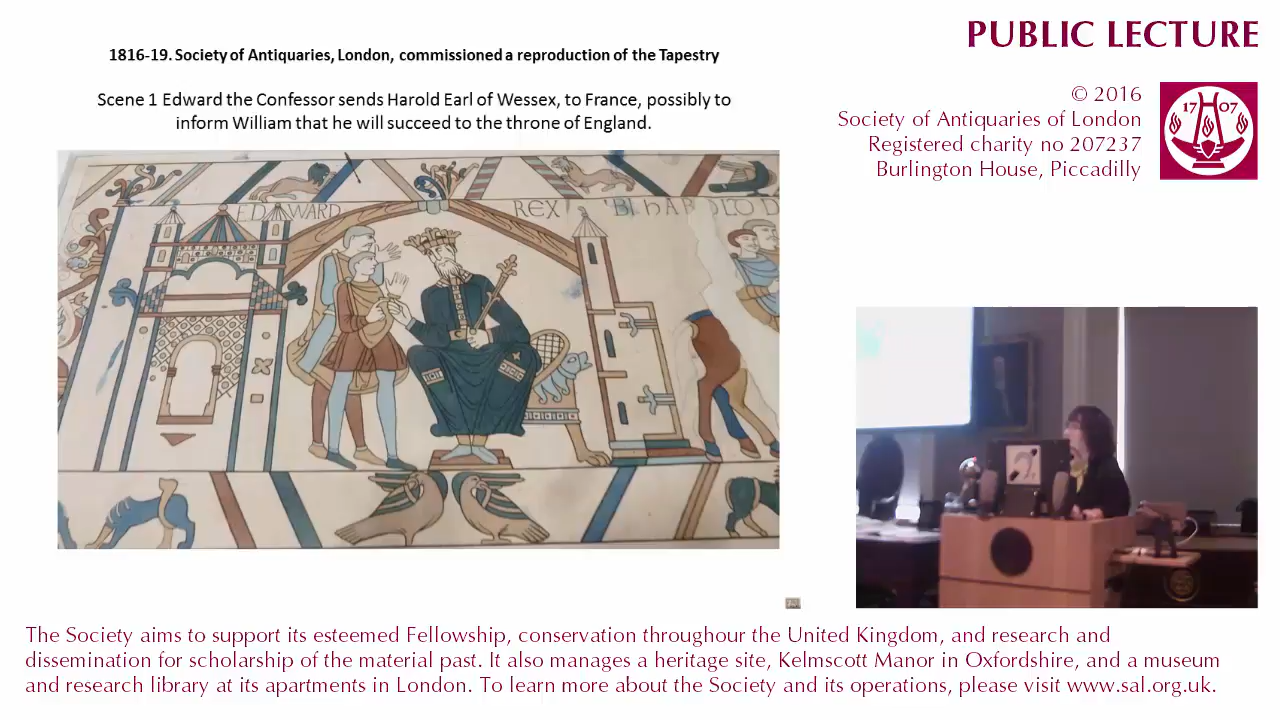 1816-19. Society of Antiquaries, London, commissioned a reproduction of the Tapestry
Scene 1 Edward the Confessor sends Harold Earl of Wessex, to France, possibly to
inform William that he will succeed to the throne of England.
EDWARD REX
PUBLIC LECTURE
© 2016
Society of Antiquaries of London
Registered charity no 207237
Burlington House, Piccadilly
17 07
The Society aims to support its esteemed Fellowship, conservation throughour the United Kingdom, and research and
dissemination for scholarship of the material past. It also manages a heritage site, Kelmscott Manor in Oxfordshire, and a museum
and research library at its apartments in London. To learn more about the Society and its operations, please visit www.sal.org.uk.